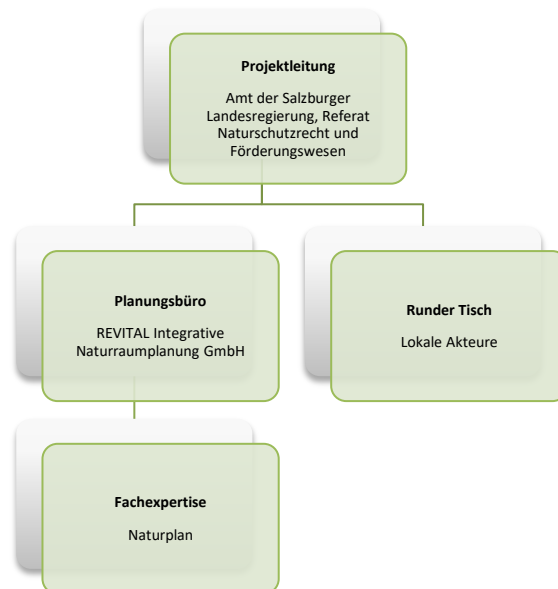 Projektleitung
Amt der Salzburger
Landesregierung, Referat
Naturschutzrecht und
Förderungswesen
Planungsbüro
REVITAL Integrative
Naturraumplanung GmbH
Runder Tisch
Lokale Akteure
Fachexpertise
Naturplan